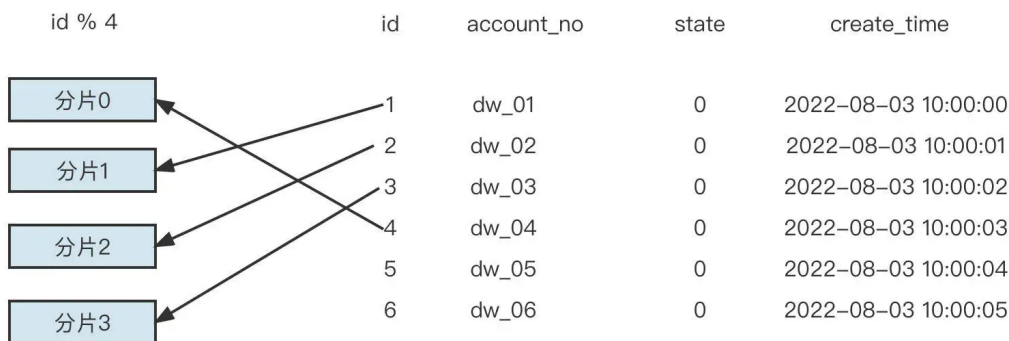 id % 4 id account_no state create_time
分片0
1 dw_01 0 2022-08-03 10:00:00
2 dw_02 0 2022-08-03 10:00:01
分片1
3 dw_03 0 2022-08-03 10:00:02
4 dw_04 0 2022-08-03 10:00:03
分片2
5 dw_05 0 2022-08-03 10:00:04
6 dw_06 0 2022-08-03 10:00:05
分片3